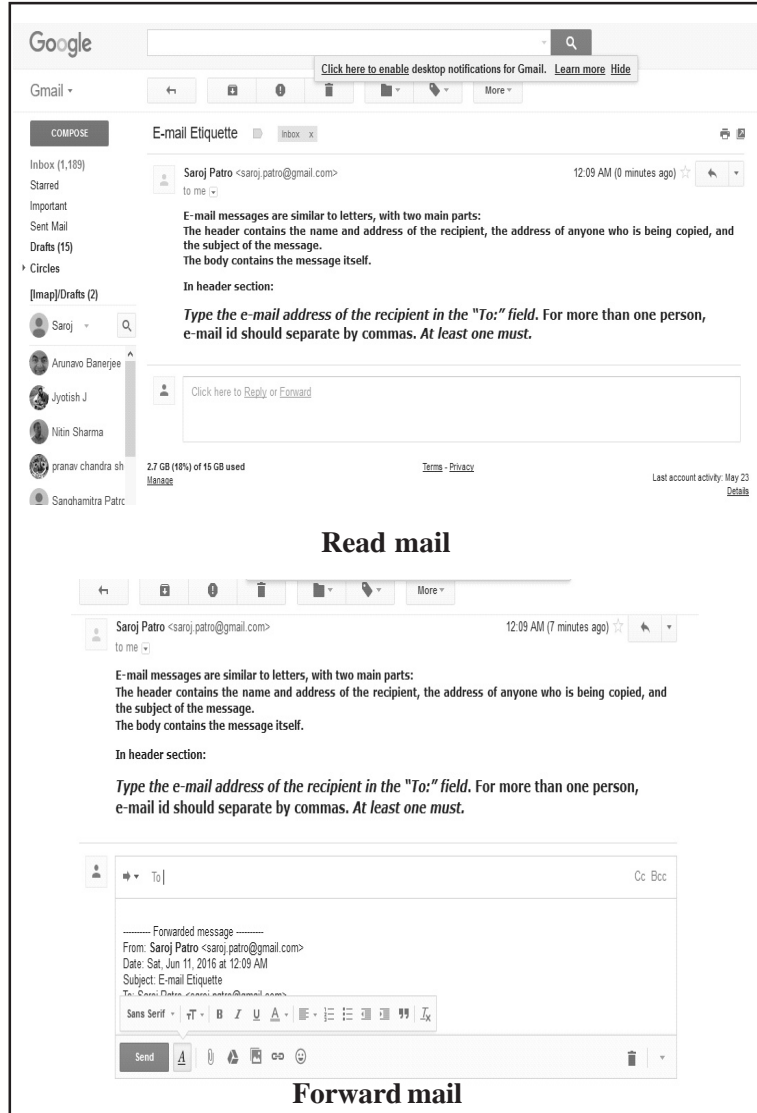 Google
Click here to enable desktop notifications for Gmail. Learn more Hide
Gmail
More
COMPOSE
E-mail Etiquette Inbox x
Inbox (1,189)
Starred
Important
Sent Mail
Drafts (15)
Circles
[Imap]/Drafts (2)
Saroj
Arunavo Banerjee
Jyotish J
Nitin Sharma
pranav chandra sh
Sanghamitra Patro
Saroj Patro <saroj.patro@gmail.com> 12:09 AM (0 minutes ago)
to me
E-mail messages are similar to letters, with two main parts:
The header contains the name and address of the recipient, the address of anyone who is being copied, and
the subject of the message.
The body contains the message itself.
In header section:
Type the e-mail address of the recipient in the “To:” field. For more than one person,
e-mail id should separate by commas. At least one must.
Click here to Reply or Forward
2.7 GB (18%) of 15 GB used
Manage
Terms - Privacy
Last account activity: May 23
Details
Read mail
More
Saroj Patro <saroj.patro@gmail.com> 12:09 AM (7 minutes ago)
to me
E-mail messages are similar to letters, with two main parts:
The header contains the name and address of the recipient, the address of anyone who is being copied, and
the subject of the message.
The body contains the message itself.
In header section:
Type the e-mail address of the recipient in the “To:” field. For more than one person,
e-mail id should separate by commas. At least one must.
To Cc Bcc
---------- Forwarded message ----------
From: Saroj Patro <saroj.patro@gmail.com>
Date: Sat, Jun 11, 2016 at 12:09 AM
Subject: E-mail Etiquette
To: Saroj Patro <saroj.patro@gmail.com>
Sans Serif
Send
Forward mail